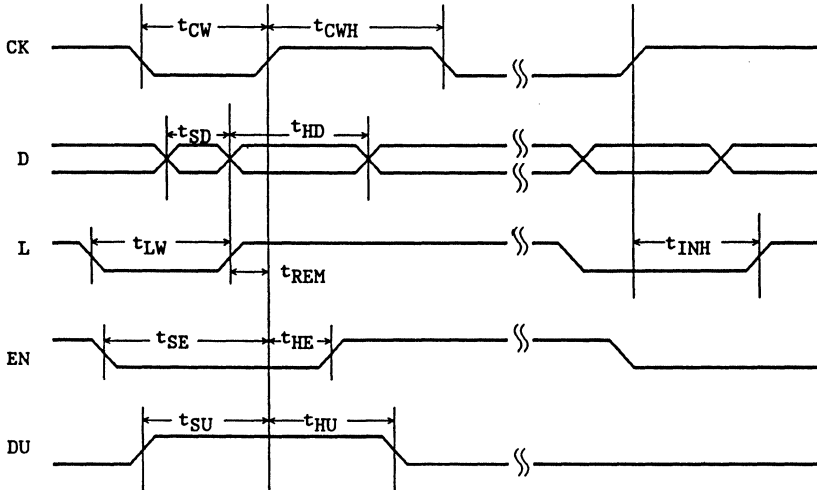 tCW tCWH
CK
tSD tHD
D
tLW tINH
L
tREM
tSE tHE
EN
tSU tHU
DU